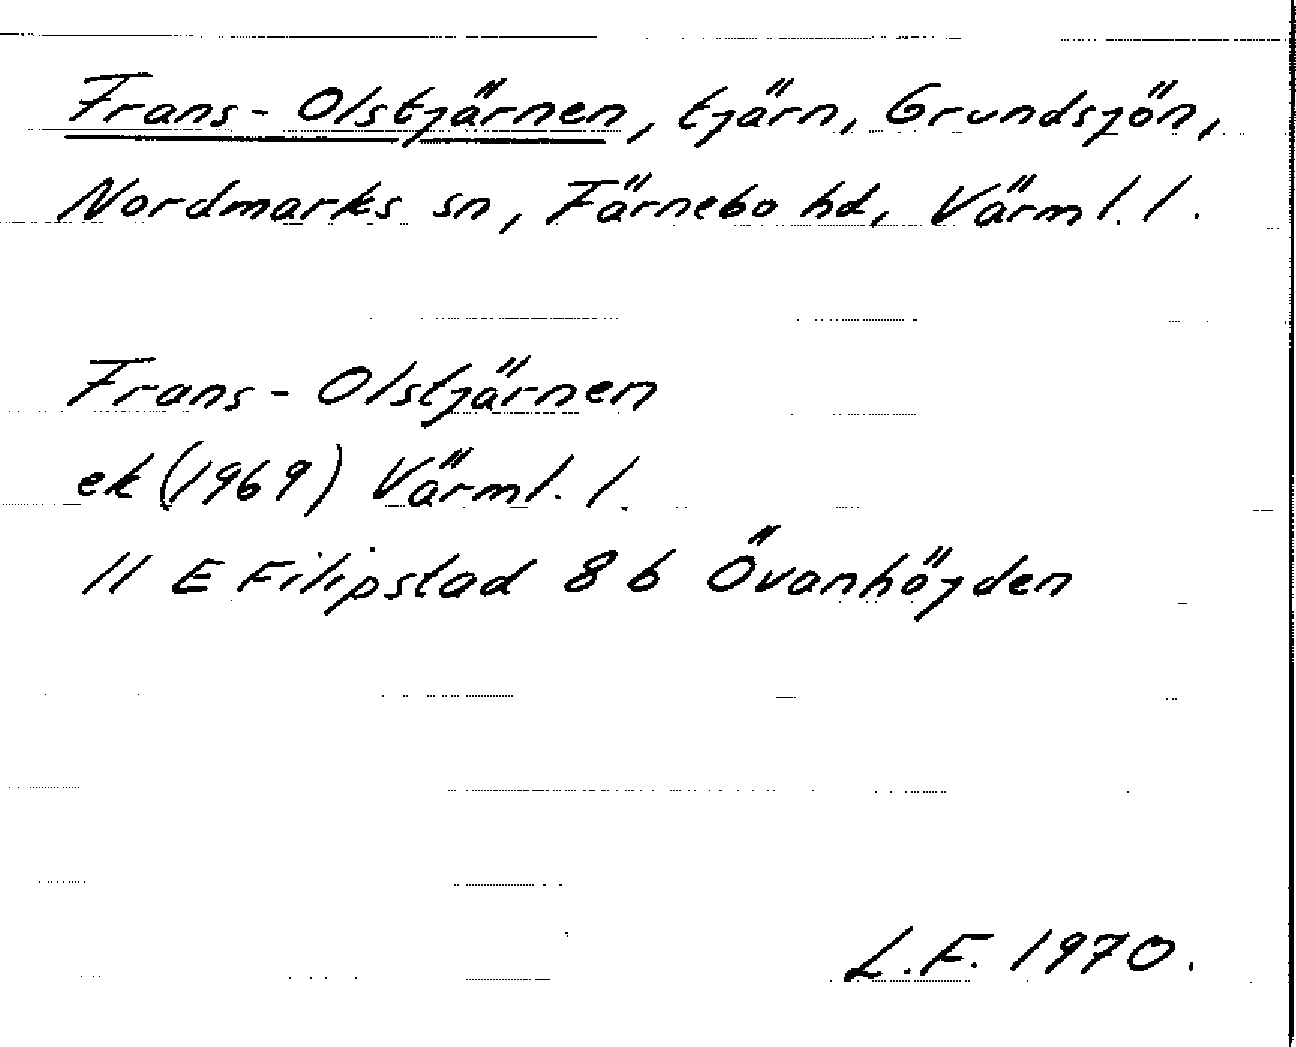 Frans-Olstjärnen, tjärn, Grundsjön,
Nordmarks sn, Färnebo hd, Värml. l.
Frans-Olstjärnen
ek (1969) Värml. l.
11 E Filipstad 8 b Övanhöjden
L.F. 1970.